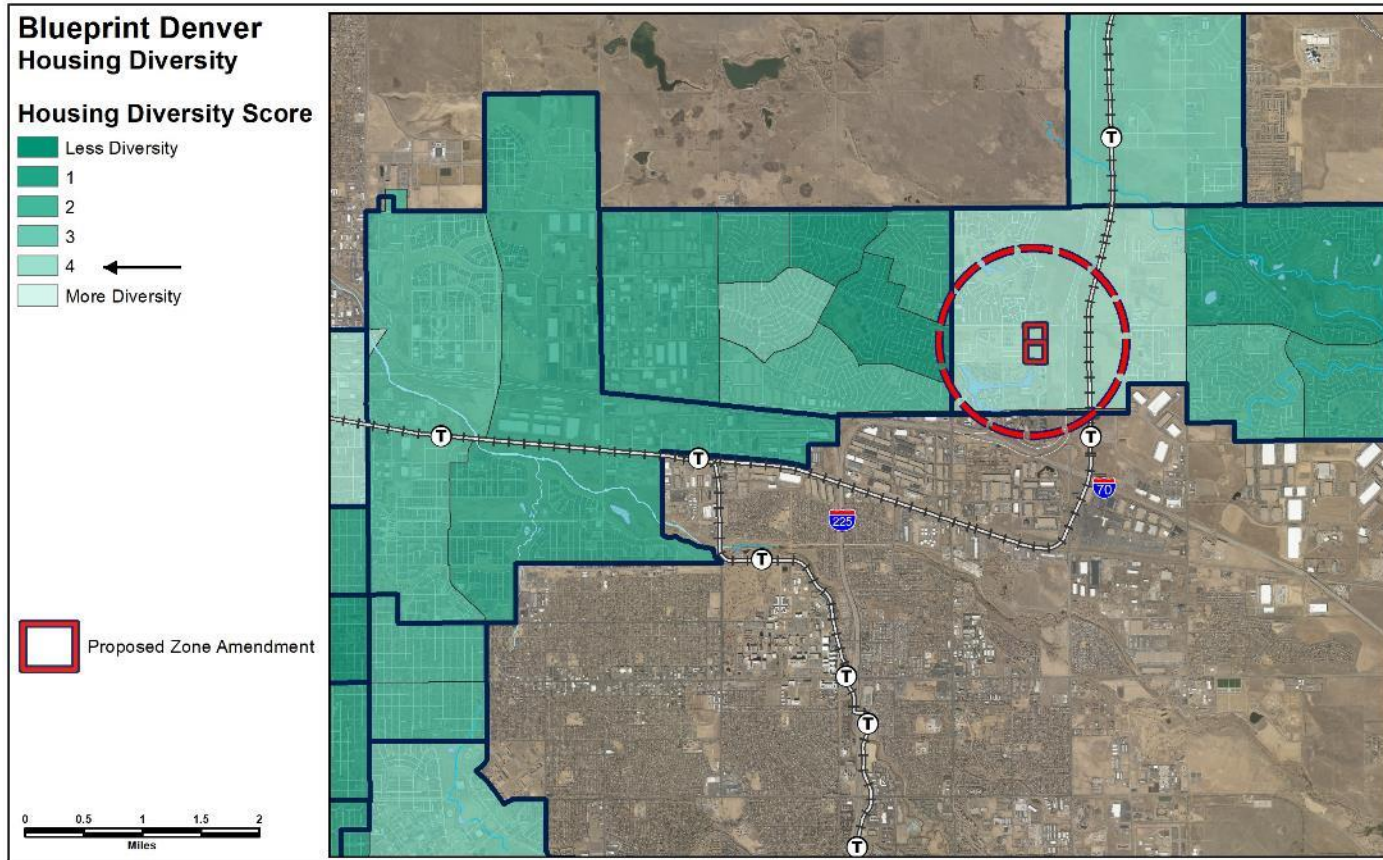 Blueprint Denver
Housing Diversity
Housing Diversity Score
Less Diversity
1
2
3
4
More Diversity
Proposed Zone Amendment
0 0.5 1 1.5 2
Miles
T
T
T
T
70
225
T
T
T
T